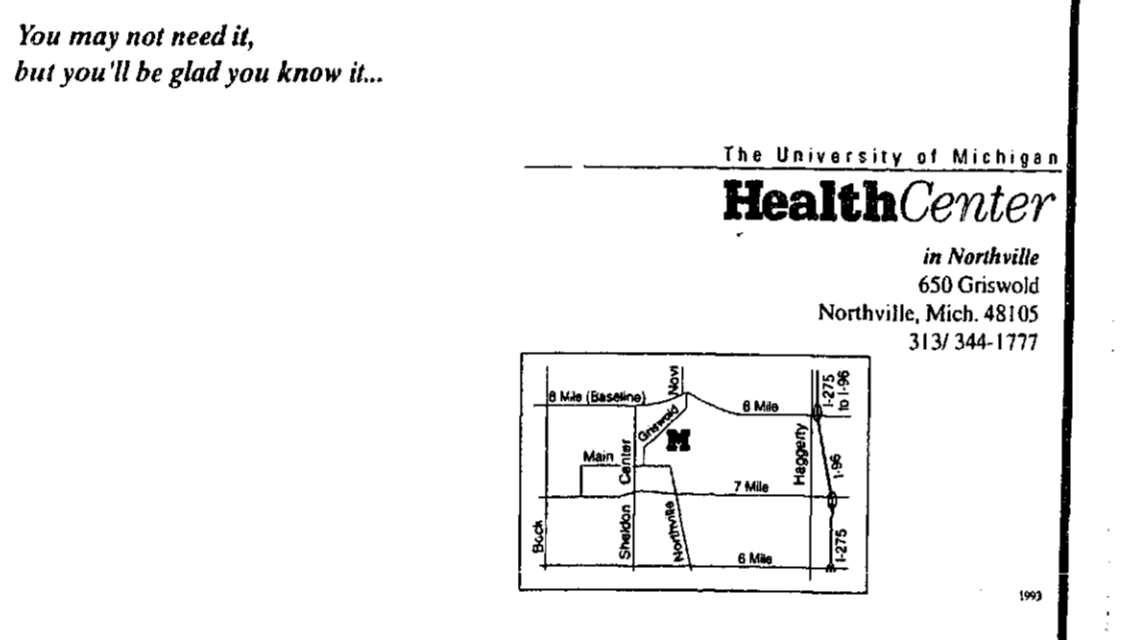 You may not need it,
but you'll be glad you know it...
The University of Michigan
HealthCenter
in Northville
650 Griswold
Northville, Mich. 48105
313/ 344-1777
Novi
I-275
to I-96
8 Mile (Baseline)
8 Mile
Griswold
M
Main
Center
Haggerty
I-96
7 Mile
Beck
Sheldon
Northville
I-275
6 Mile
1993